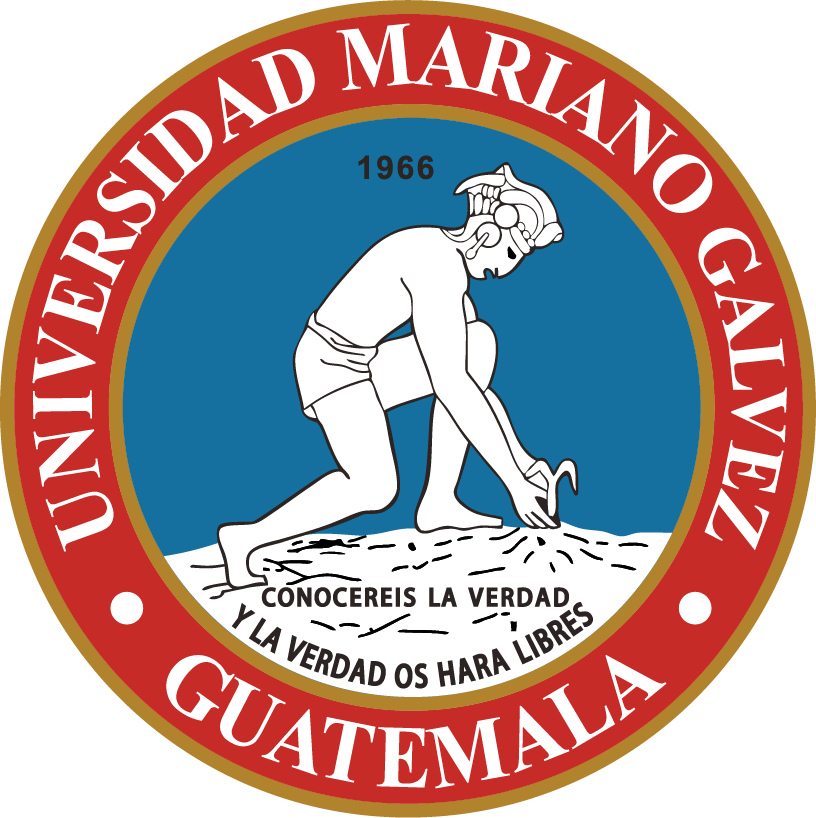 UNIVERSIDAD MARIANO GALVEZ
1966
CONOCEREIS LA VERDAD
Y LA VERDAD OS HARA LIBRES
GUATEMALA